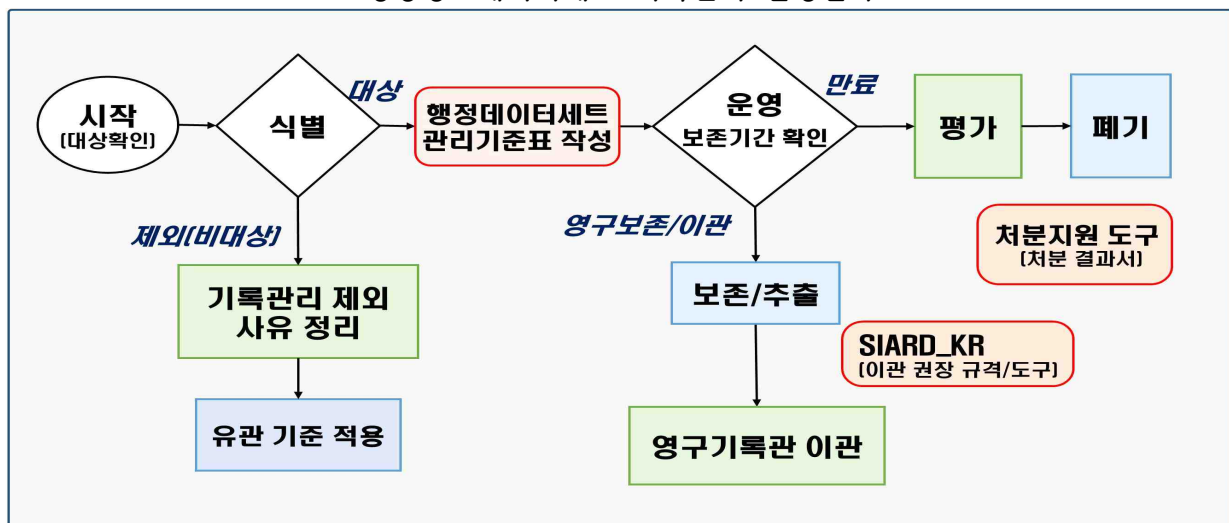 시작
(대상확인)
식별
대상
행정데이터세트
관리기준표 작성
운영
보존기간 확인
만료
평가
폐기
제외(비대상)
영구보존/이관
처분지원 도구
(처분 결과서)
기록관리 제외
사유 정리
보존/추출
SIARD_KR
(이관 권장 규격/도구)
유관 기준 적용
영구기록관 이관